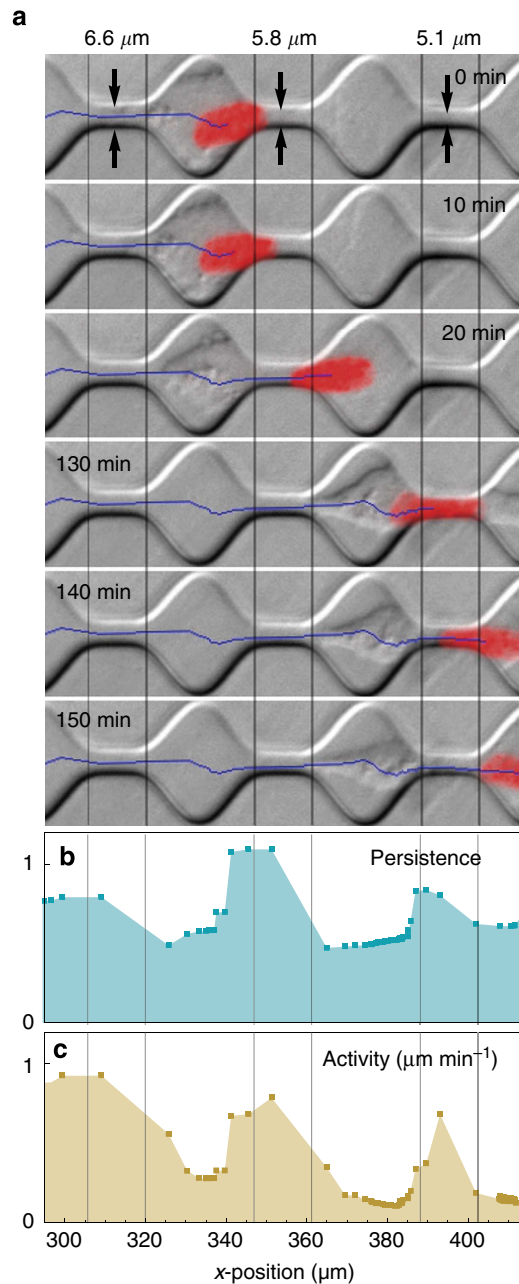 a
6.6 μm 5.8 μm 5.1 μm
0 min
10 min
20 min
130 min
140 min
150 min
b
Persistence
1
0
c
Activity (μm min⁻¹)
1
0
300 320 340 360 380 400
x-position (μm)